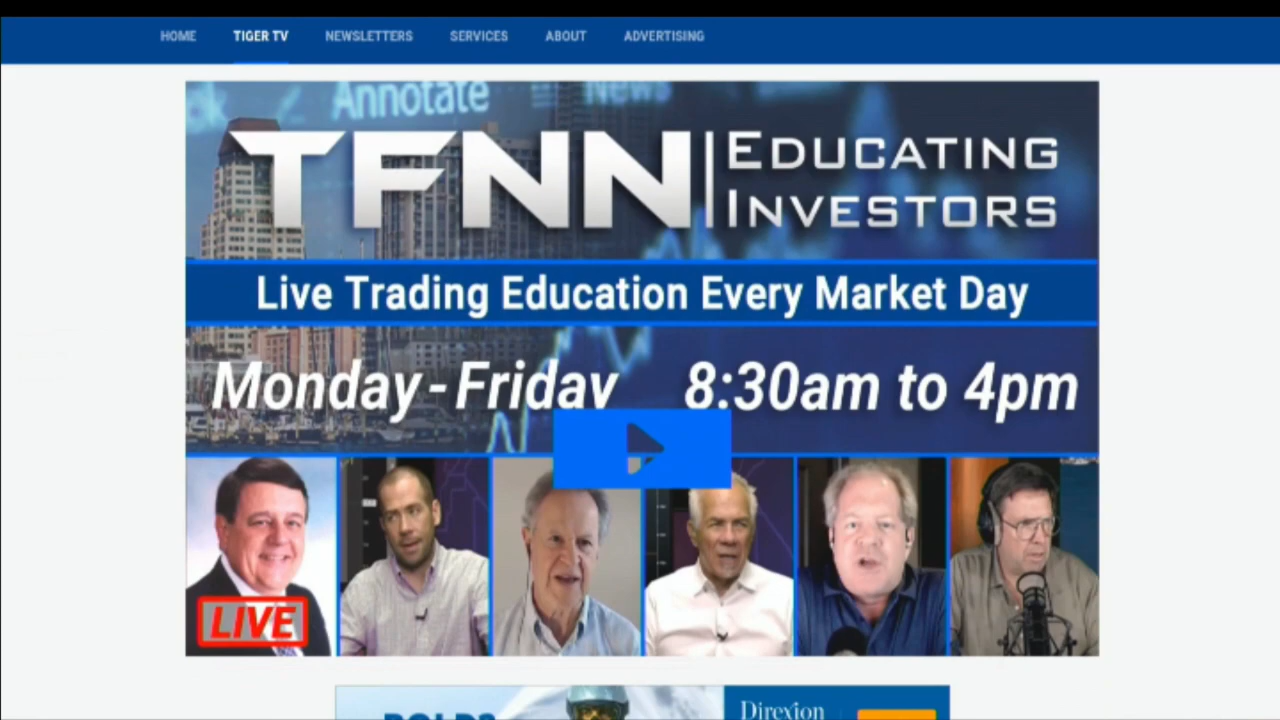 HOME TIGER TV NEWSLETTERS SERVICES ABOUT ADVERTISING
Annotate News
TFNN EDUCATING
INVESTORS
Live Trading Education Every Market Day
Monday-Friday 8:30am to 4pm
LIVE
Direxion